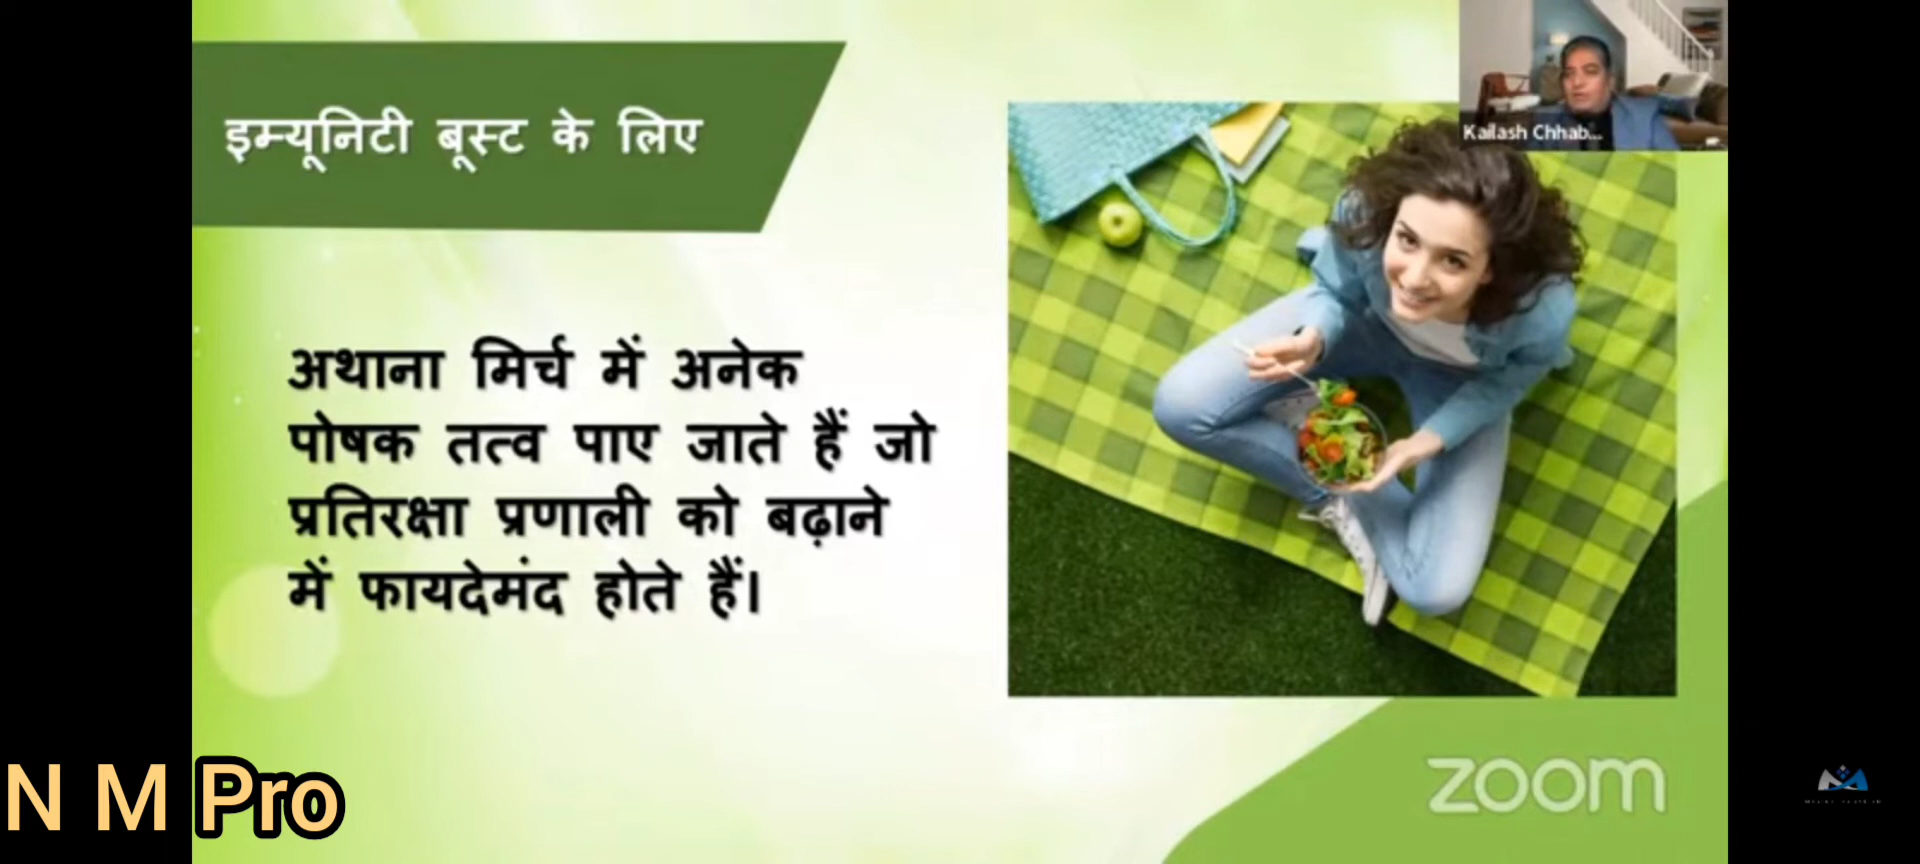 इम्यूनिटी बूस्ट के लिए
Kailash Chhab...
अथाना मिर्च में अनेक
पोषक तत्व पाए जाते हैं जो
प्रतिरक्षा प्रणाली को बढ़ाने
में फायदेमंद होते हैं।
zoom
N M Pro